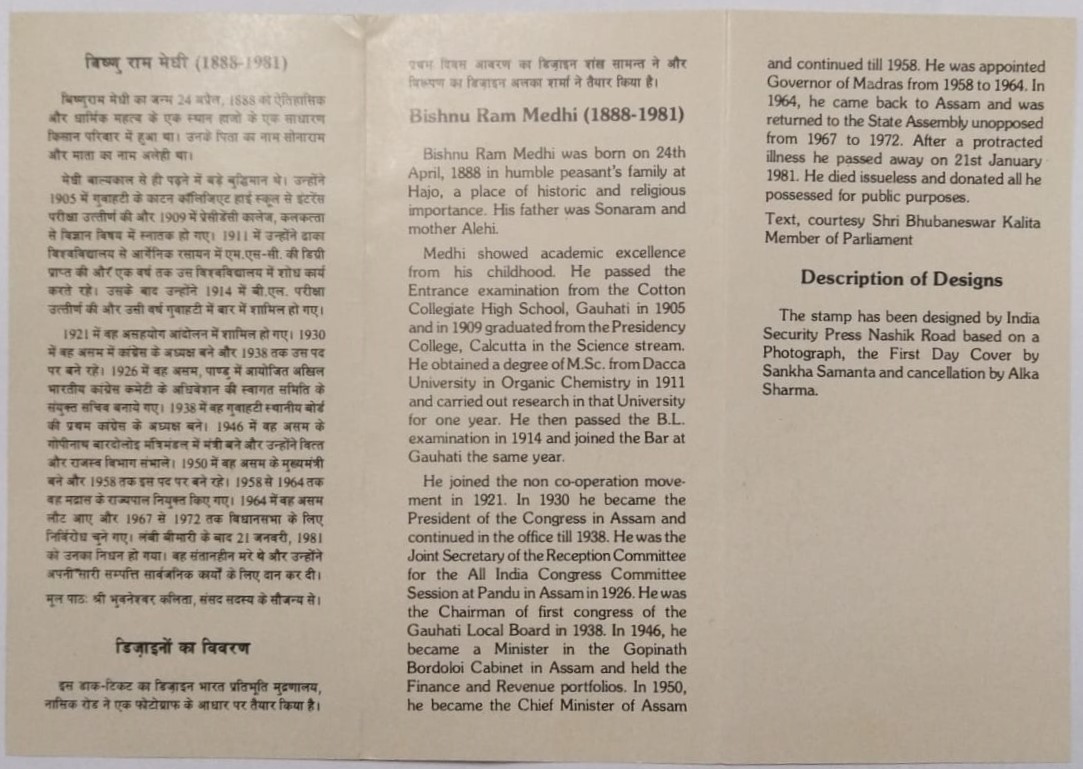 विष्णु राम मेधी (1888-1981)
विष्णुराम मेधी का जन्म 24 अप्रैल, 1888 को ऐतिहासिक
और धार्मिक महत्व के एक स्थान हाजो के एक साधारण
किसान परिवार में हुआ था। उनके पिता का नाम सोनाराम
और माता का नाम अलेही था।
मेधी बाल्यकाल से ही पढ़ने में बड़े बुद्धिमान थे। उन्होंने
1905 में गुवाहटी के काटन कॉलिजिएट हाई स्कूल से इंटरेंस
परीक्षा उत्तीर्ण की और 1909 में प्रेसीडेंसी कालेज, कलकत्ता
से विज्ञान विषय में स्नातक हो गए। 1911 में उन्होंने ढाका
विश्वविद्यालय से आर्गेनिक रसायन में एम.एस-सी. की डिग्री
प्राप्त की और एक वर्ष तक उस विश्वविद्यालय में शोध कार्य
करते रहे। उसके बाद उन्होंने 1914 में बी.एल. परीक्षा
उत्तीर्ण की और उसी वर्ष गुवाहटी में बार में शामिल हो गए।
1921 में वह असहयोग आंदोलन में शामिल हो गए। 1930
में वह असम में कांग्रेस के अध्यक्ष बने और 1938 तक उस पद
पर बने रहे। 1926 में वह असम, पाण्डू में आयोजित अखिल
भारतीय कांग्रेस कमेटी के अधिवेशन की स्वागत समिति के
संयुक्त सचिव बनाये गए। 1938 में वह गुवाहटी स्थानीय बोर्ड
की प्रथम कांग्रेस के अध्यक्ष बने। 1946 में वह असम के
गोपीनाथ बारदोलोइ मंत्रिमंडल में मंत्री बने और उन्होंने वित्त
और राजस्व विभाग संभाले। 1950 में वह असम के मुख्यमंत्री
बने और 1958 तक इस पद पर बने रहे। 1958 से 1964 तक
वह मद्रास के राज्यपाल नियुक्त किए गए। 1964 में वह असम
लौट आए और 1967 से 1972 तक विधानसभा के लिए
निर्विरोध चुने गए। लंबी बीमारी के बाद 21 जनवरी, 1981
को उनका निधन हो गया। वह संतानहीन मरे थे और उन्होंने
अपनी सारी सम्पत्ति सार्वजनिक कार्यों के लिए दान कर दी।
मूल पाठः श्री भुवनेश्वर कलिता, संसद सदस्य के सौजन्य से।
डिज़ाइनों का विवरण
इस डाक-टिकट का डिज़ाइन भारत प्रतिभूति मुद्रणालय,
नासिक रोड ने एक फोटोग्राफ के आधार पर तैयार किया है।
प्रथम दिवस आवरण का डिज़ाइन शंख सामन्त ने और
विरूपण का डिज़ाइन अलका शर्मा ने तैयार किया है।
Bishnu Ram Medhi (1888-1981)
Bishnu Ram Medhi was born on 24th
April, 1888 in humble peasant's family at
Hajo, a place of historic and religious
importance. His father was Sonaram and
mother Alehi.
Medhi showed academic excellence
from his childhood. He passed the
Entrance examination from the Cotton
Collegiate High School, Gauhati in 1905
and in 1909 graduated from the Presidency
College, Calcutta in the Science stream.
He obtained a degree of M.Sc. from Dacca
University in Organic Chemistry in 1911
and carried out research in that University
for one year. He then passed the B.L.
examination in 1914 and joined the Bar at
Gauhati the same year.
He joined the non co-operation move-
ment in 1921. In 1930 he became the
President of the Congress in Assam and
continued in the office till 1938. He was the
Joint Secretary of the Reception Committee
for the All India Congress Committee
Session at Pandu in Assam in 1926. He was
the Chairman of first congress of the
Gauhati Local Board in 1938. In 1946, he
became a Minister in the Gopinath
Bordoloi Cabinet in Assam and held the
Finance and Revenue portfolios. In 1950,
he became the Chief Minister of Assam
and continued till 1958. He was appointed
Governor of Madras from 1958 to 1964. In
1964, he came back to Assam and was
returned to the State Assembly unopposed
from 1967 to 1972. After a protracted
illness he passed away on 21st January
1981. He died issueless and donated all he
possessed for public purposes.
Text, courtesy Shri Bhubaneswar Kalita
Member of Parliament
Description of Designs
The stamp has been designed by India
Security Press Nashik Road based on a
Photograph, the First Day Cover by
Sankha Samanta and cancellation by Alka
Sharma.